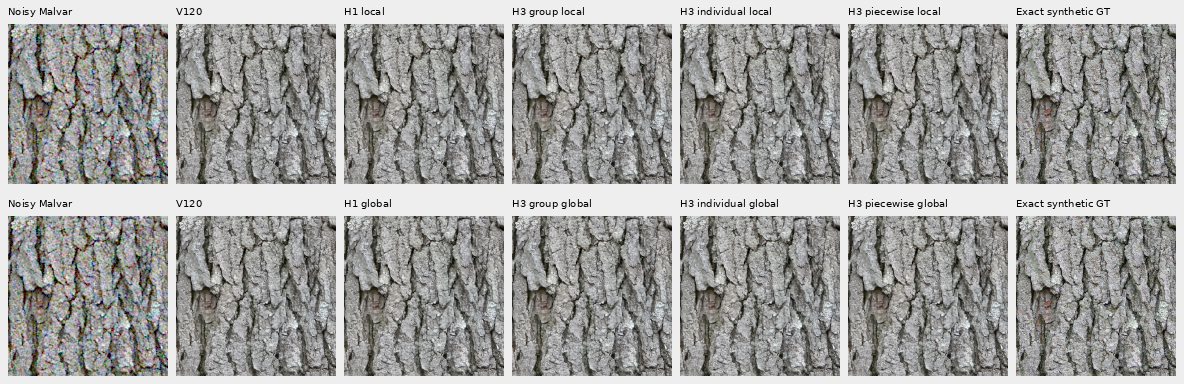 Noisy Malvar V120 H1 local H3 group local H3 individual local H3 piecewise local Exact synthetic GT
Noisy Malvar V120 H1 global H3 group global H3 individual global H3 piecewise global Exact synthetic GT